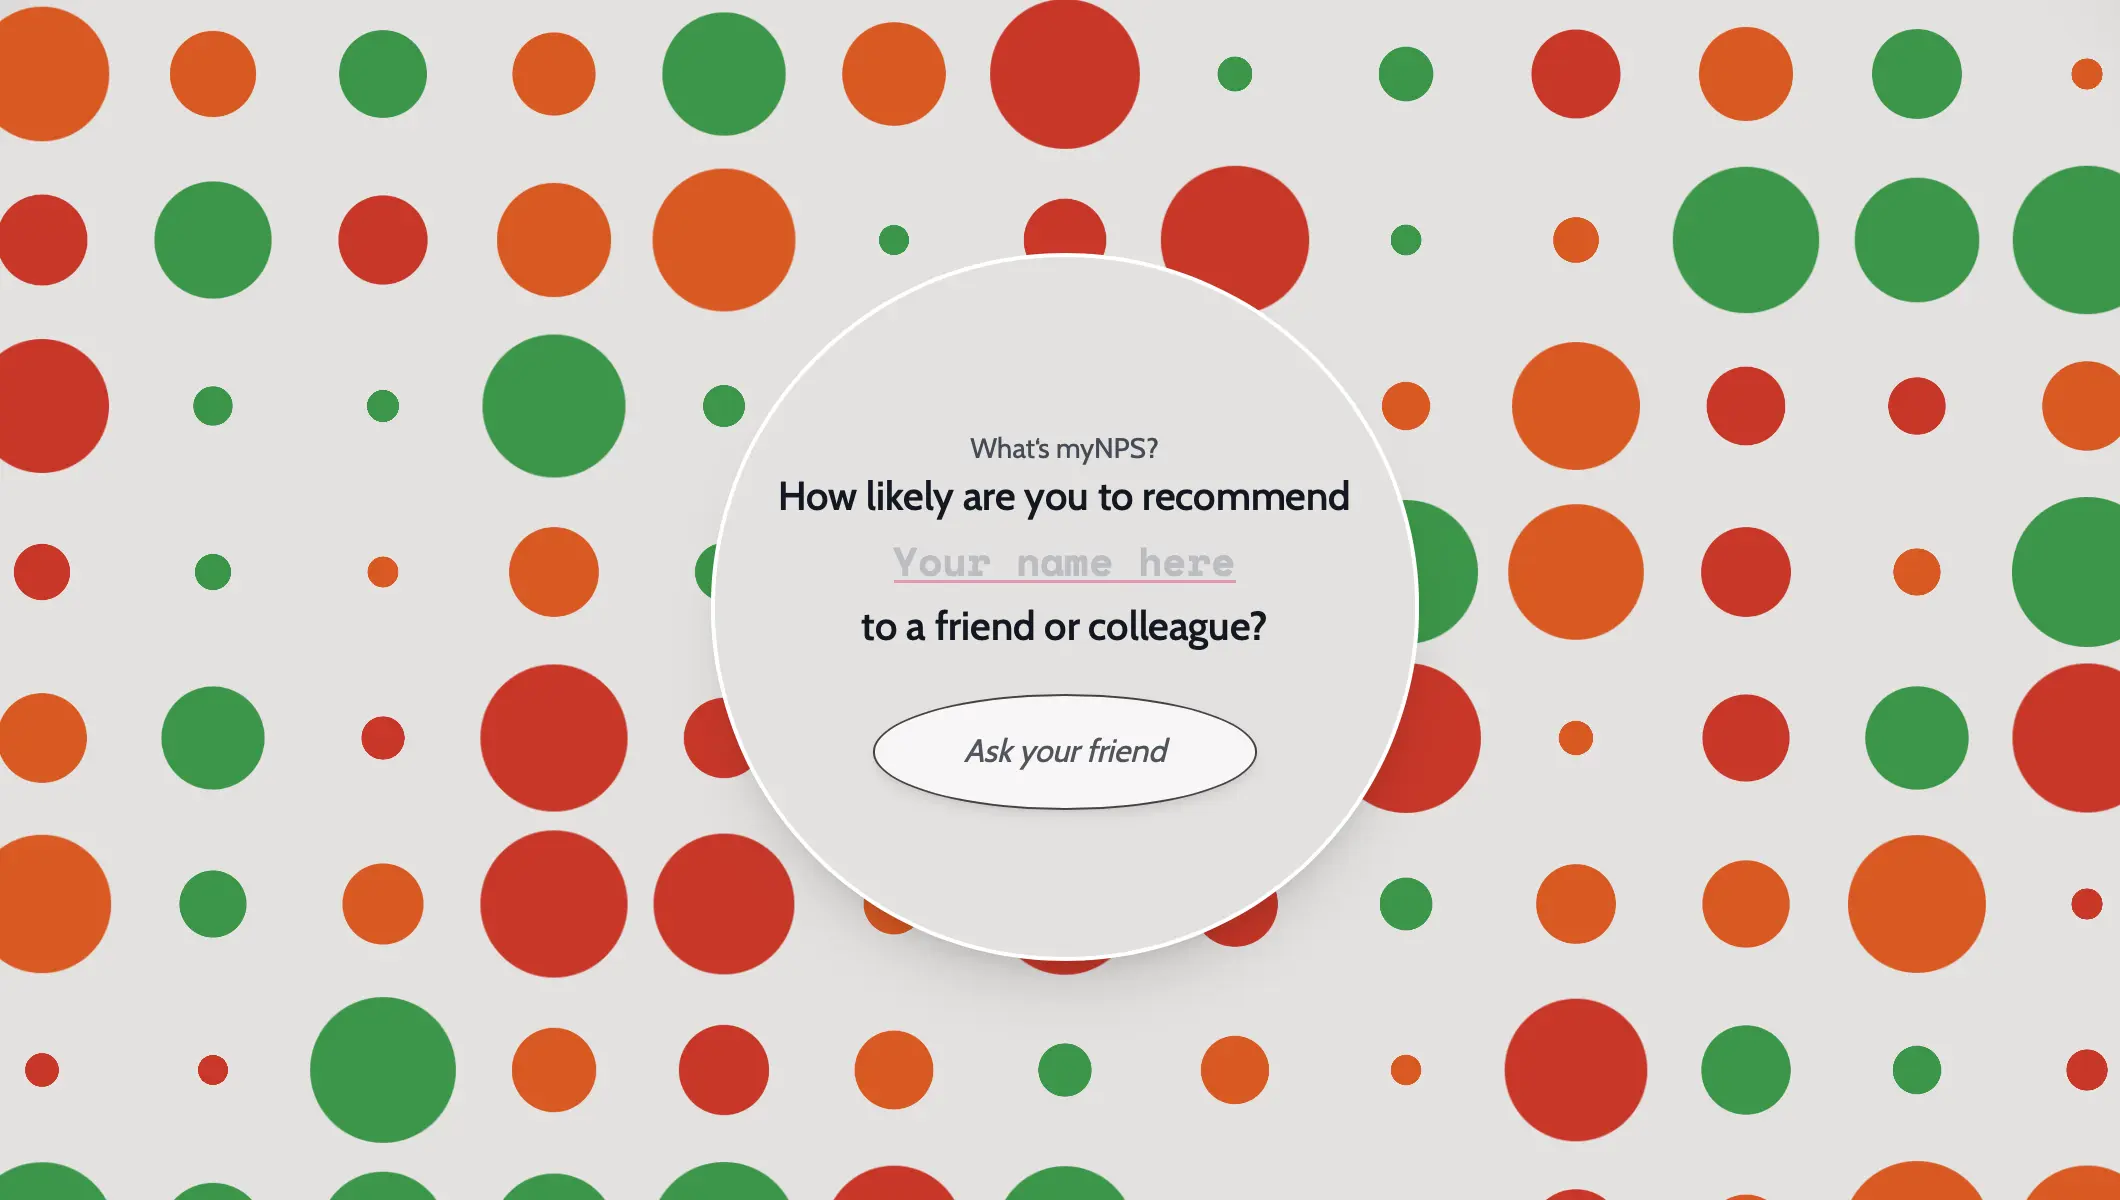 What‘s myNPS?
How likely are you to recommend
Your name here
to a friend or colleague?
Ask your friend